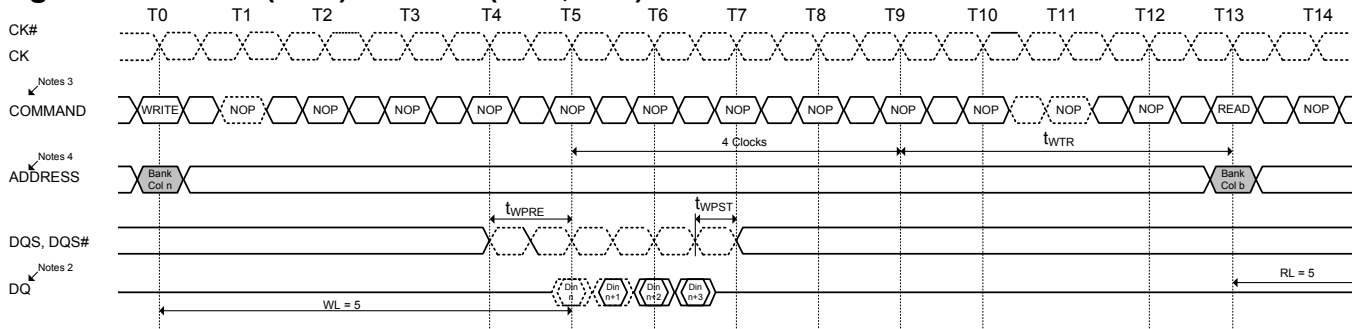 T0 T1 T2 T3 T4 T5 T6 T7 T8 T9 T10 T11 T12 T13 T14
CK#
CK
Notes 3
COMMAND WRITE NOP NOP NOP NOP NOP NOP NOP NOP NOP NOP NOP NOP READ NOP
4 Clocks tWTR
Notes 4
ADDRESS Bank Col n Bank Col b
tWPRE tWPST
DQS, DQS#
Notes 2
DQ Din n Din n+1 Din n+2 Din n+3
WL = 5 RL = 5